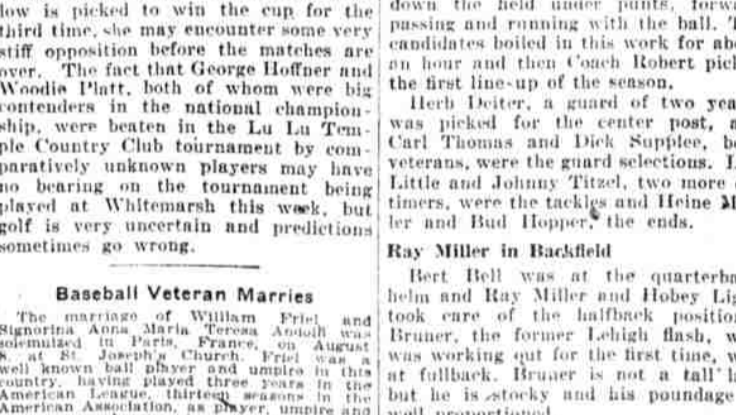 low is picked to win the cup for the
third time, she may encounter some very
stiff opposition before the matches are
over. The fact that George Hoffner and
Woodie Platt, both of whom were big
contenders in the national champion-
ship, were beaten in the Lu Lu Tem-
ple Country Club tournament by com-
paratively unknown players may have
no bearing on the tournament being
played at Whitemarsh this week, but
golf is very uncertain and predictions
sometimes go wrong.
Baseball Veteran Marries
The marriage of William Friel and
Signorina Anna Maria Teresa was
solemnized in Paris, France, on August
8, at St. Joseph's Church. Friel was a
well known ball player and umpire in this
country, having played three years in the
American League, thirteen seasons in the
American Association, as player, umpire and
down the field under punts, forwa
passing and running with the ball. T
candidates boiled in this work for abo
an hour and then Coach Robert pick
the first line-up of the season.
Herb Deiter, a guard of two yea
was picked for the center post, a
Carl Thomas and Dick Supplee, bo
veterans, were the guard selections. L
Little and Johnny Titzel, two more
timers, were the tackles and Heine M
ler and Bud Hopper, the ends.
Ray Miller in Backfield
Bert Bell was at the quarterba
helm and Ray Miller and Hobey Lig
took care of the halfback position
Bruner, the former Lehigh flash, w
was working out for the first time, w
at fullback. Bruner is not a tall h
but he is stocky and his poundage
well proportioned